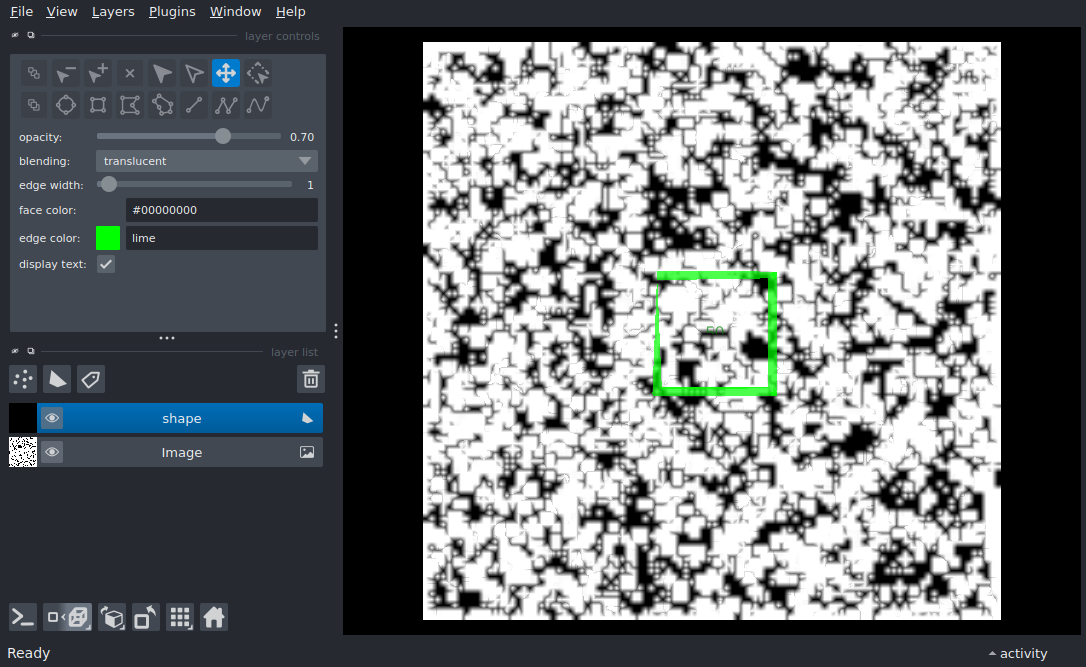 File View Layers Plugins Window Help
layer controls
opacity: 0.70
blending: translucent
edge width: 1
face color: #00000000
edge color: lime
display text:
no
layer list
shape
Image
Ready
activity